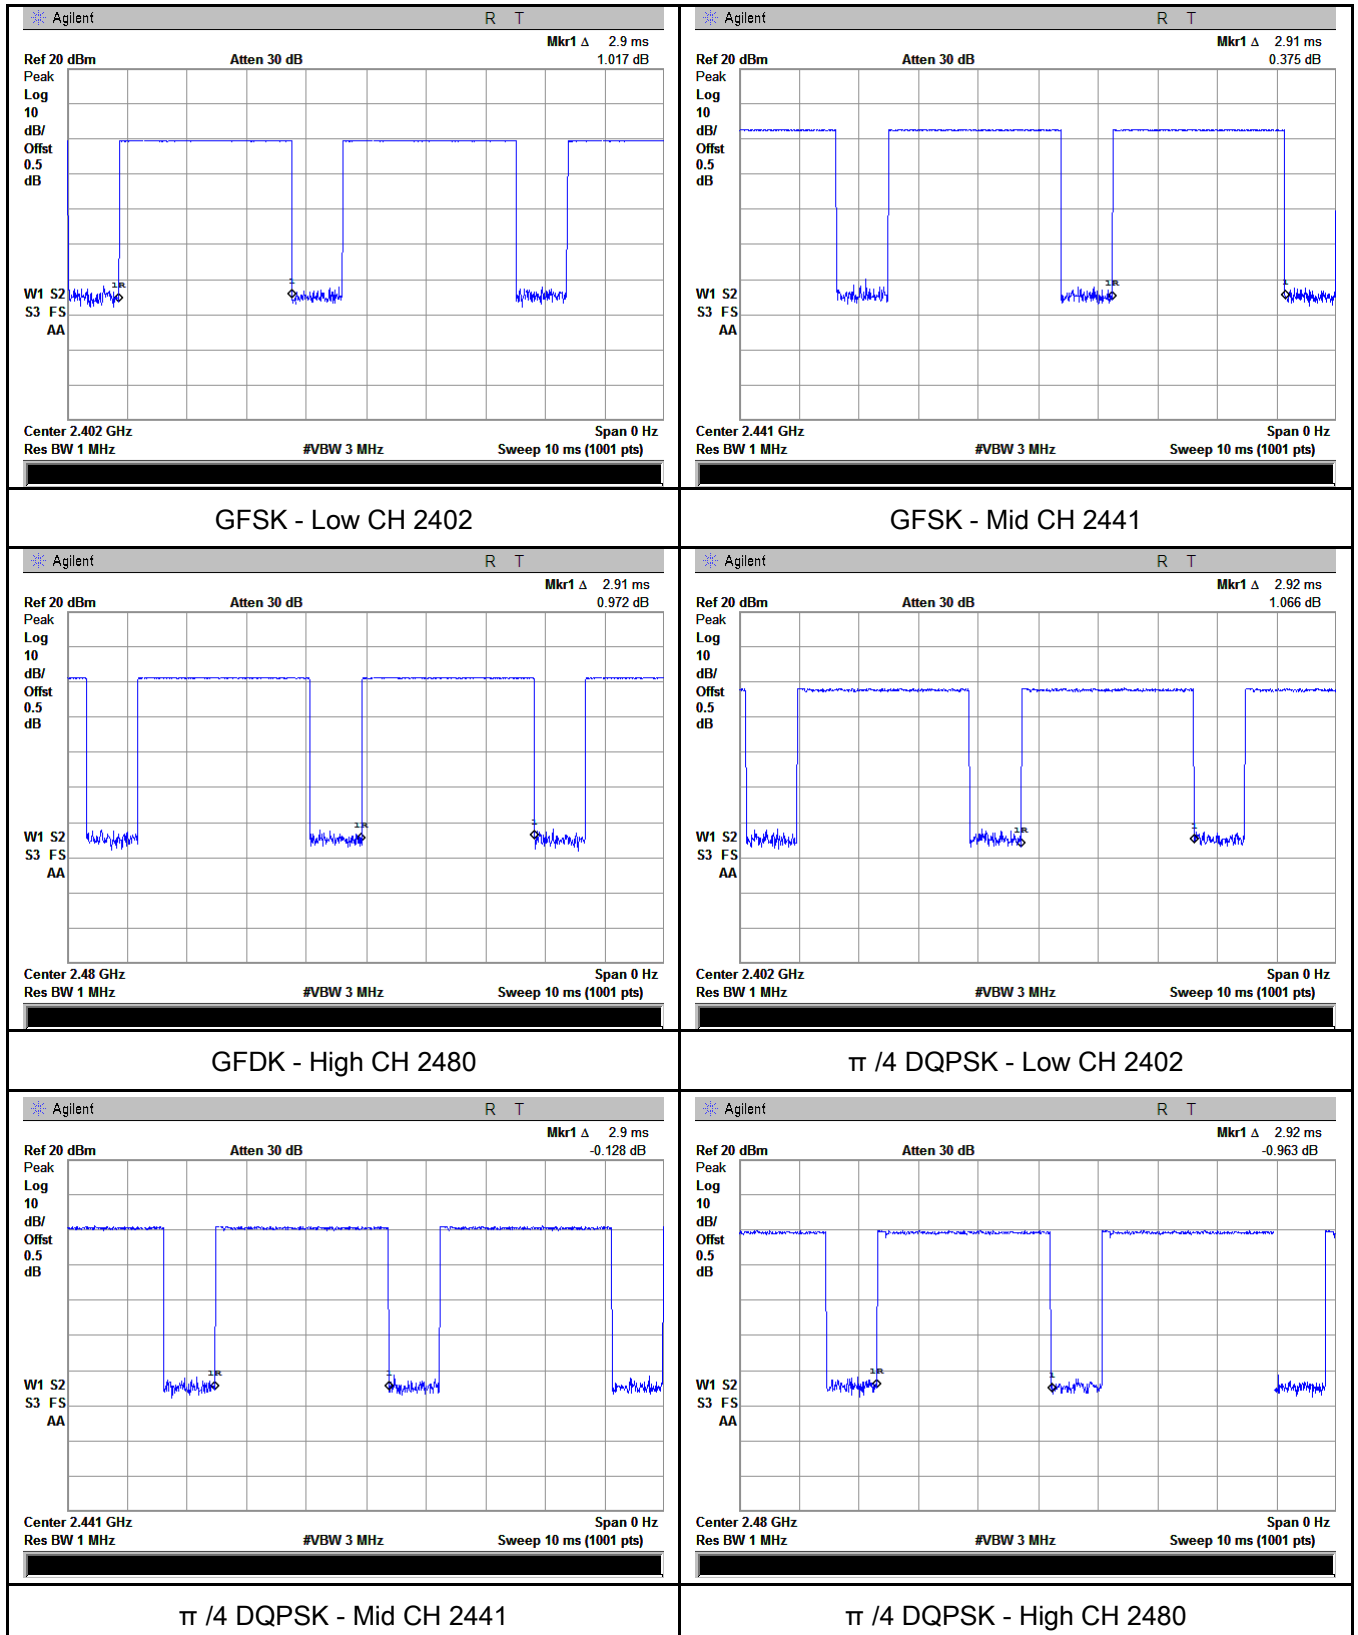 Agilent R T
Mkr1 Δ 2.9 ms
Ref 20 dBm Atten 30 dB 1.017 dB
Peak
Log
10
dB/
Offst
0.5
dB
1R
1
W1 S2
S3 FS
AA
Center 2.402 GHz Span 0 Hz
Res BW 1 MHz #VBW 3 MHz Sweep 10 ms (1001 pts)
GFSK - Low CH 2402
Agilent R T
Mkr1 Δ 2.91 ms
Ref 20 dBm Atten 30 dB 0.375 dB
Peak
Log
10
dB/
Offst
0.5
dB
1R
1
W1 S2
S3 FS
AA
Center 2.441 GHz Span 0 Hz
Res BW 1 MHz #VBW 3 MHz Sweep 10 ms (1001 pts)
GFSK - Mid CH 2441
Agilent R T
Mkr1 Δ 2.91 ms
Ref 20 dBm Atten 30 dB 0.972 dB
Peak
Log
10
dB/
Offst
0.5
dB
1R
1
W1 S2
S3 FS
AA
Center 2.48 GHz Span 0 Hz
Res BW 1 MHz #VBW 3 MHz Sweep 10 ms (1001 pts)
GFDK - High CH 2480
Agilent R T
Mkr1 Δ 2.92 ms
Ref 20 dBm Atten 30 dB 1.066 dB
Peak
Log
10
dB/
Offst
0.5
dB
1R
1
W1 S2
S3 FS
AA
Center 2.402 GHz Span 0 Hz
Res BW 1 MHz #VBW 3 MHz Sweep 10 ms (1001 pts)
π /4 DQPSK - Low CH 2402
Agilent R T
Mkr1 Δ 2.9 ms
Ref 20 dBm Atten 30 dB -0.128 dB
Peak
Log
10
dB/
Offst
0.5
dB
1R
1
W1 S2
S3 FS
AA
Center 2.441 GHz Span 0 Hz
Res BW 1 MHz #VBW 3 MHz Sweep 10 ms (1001 pts)
π /4 DQPSK - Mid CH 2441
Agilent R T
Mkr1 Δ 2.92 ms
Ref 20 dBm Atten 30 dB -0.963 dB
Peak
Log
10
dB/
Offst
0.5
dB
1R
1
W1 S2
S3 FS
AA
Center 2.48 GHz Span 0 Hz
Res BW 1 MHz #VBW 3 MHz Sweep 10 ms (1001 pts)
π /4 DQPSK - High CH 2480